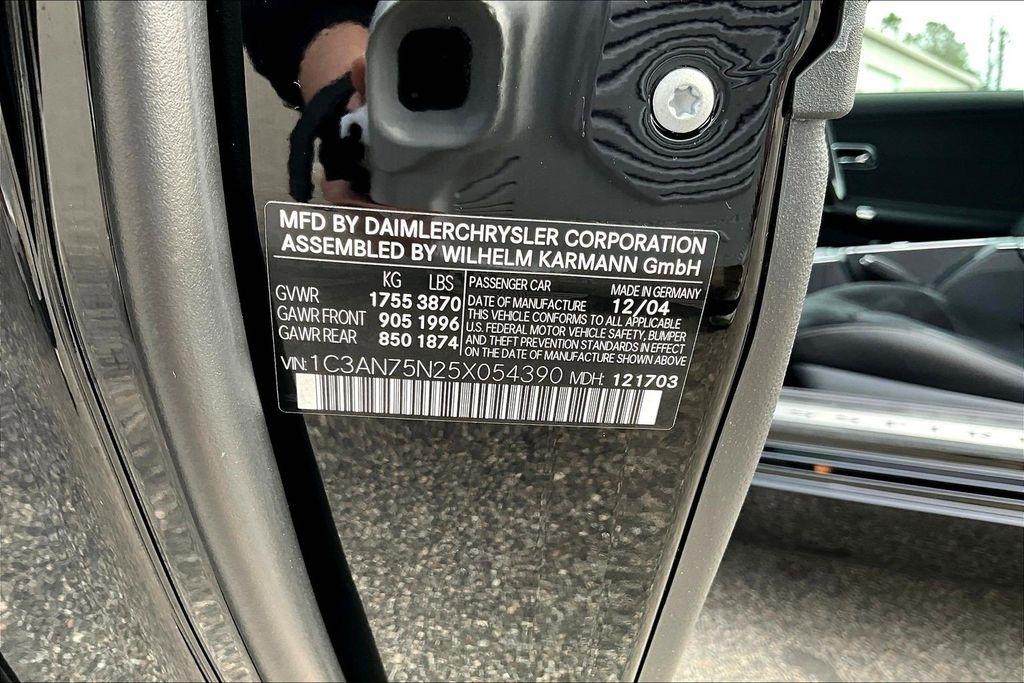 MFD BY DAIMLERCHRYSLER CORPORATION
ASSEMBLED BY WILHELM KARMANN GmbH
KG LBS
GVWR 1755 3870
GAWR FRONT 905 1996
GAWR REAR 850 1874
PASSENGER CAR MADE IN GERMANY
DATE OF MANUFACTURE 12/04
THIS VEHICLE CONFORMS TO ALL APPLICABLE
U.S. FEDERAL MOTOR VEHICLE SAFETY, BUMPER
AND THEFT PREVENTION STANDARDS IN EFFECT
ON THE DATE OF MANUFACTURE SHOWN ABOVE
VIN: 1C3AN75N25X054390 MDH: 121703